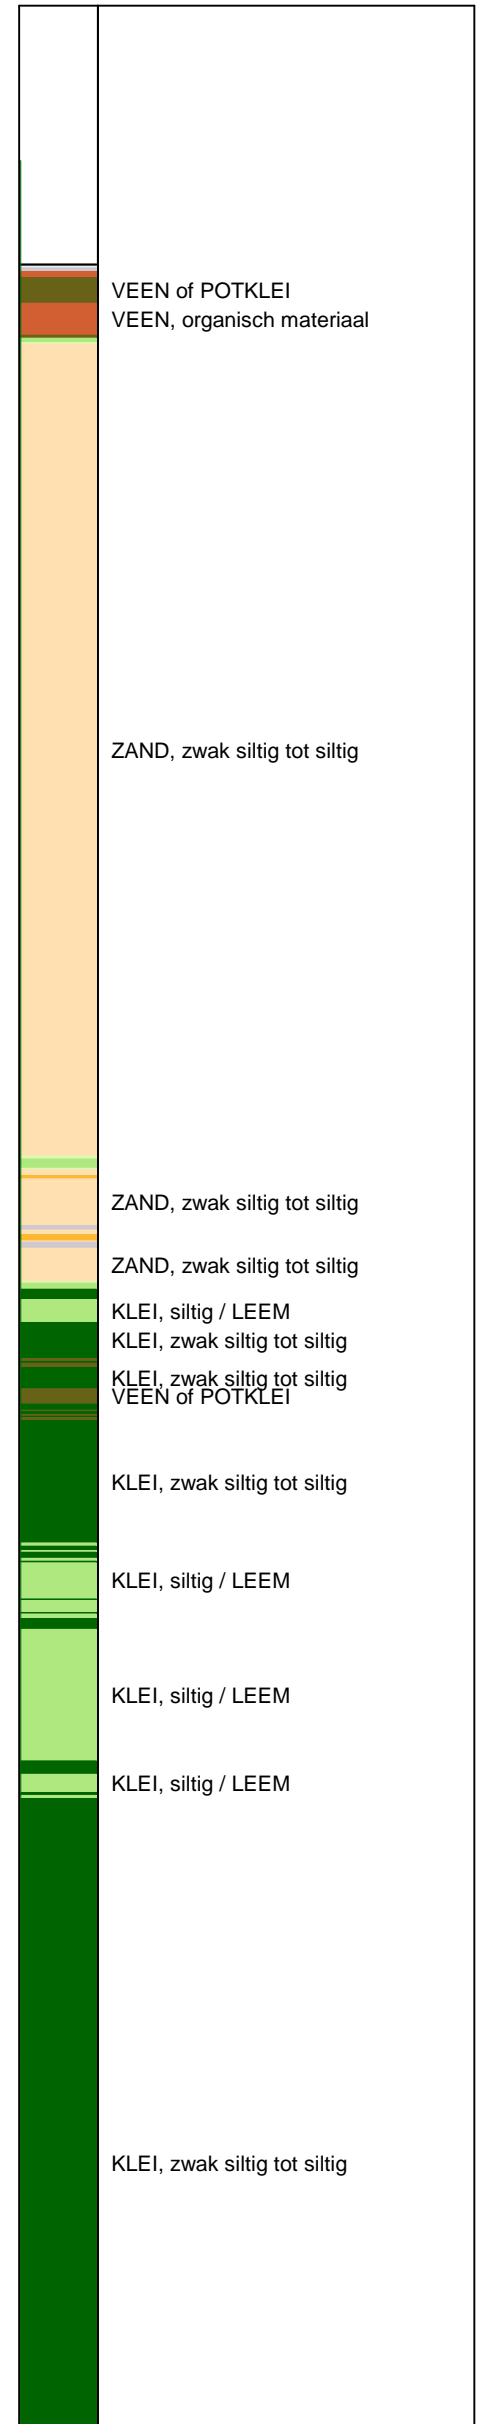 VEEN of POTKLEI
VEEN, organisch materiaal
ZAND, zwak siltig tot siltig
ZAND, zwak siltig tot siltig
ZAND, zwak siltig tot siltig
KLEI, siltig / LEEM
KLEI, zwak siltig tot siltig
KLEI, zwak siltig tot siltig
VEEN of POTKLEI
KLEI, zwak siltig tot siltig
KLEI, siltig / LEEM
KLEI, siltig / LEEM
KLEI, siltig / LEEM
KLEI, zwak siltig tot siltig